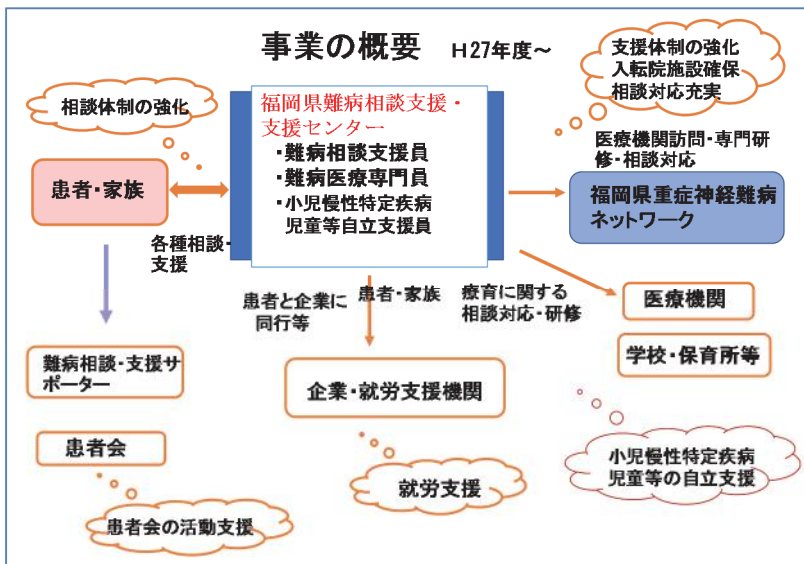 事業の概要 H27年度～
支援体制の強化
入転院施設確保
相談対応充実
相談体制の強化
福岡県難病相談支援・
支援センター
・難病相談支援員
・難病医療専門員
・小児慢性特定疾病
児童等自立支援員
医療機関訪問・専門研
修・相談対応
患者・家族
福岡県重症神経難病
ネットワーク
各種相談・
支援
患者と企業に
同行等
患者・家族
療育に関する
相談対応・研修
医療機関
学校・保育所等
難病相談・支援サ
ポーター
企業・就労支援機関
患者会
小児慢性特定疾病
児童等の自立支援
就労支援
患者会の活動支援